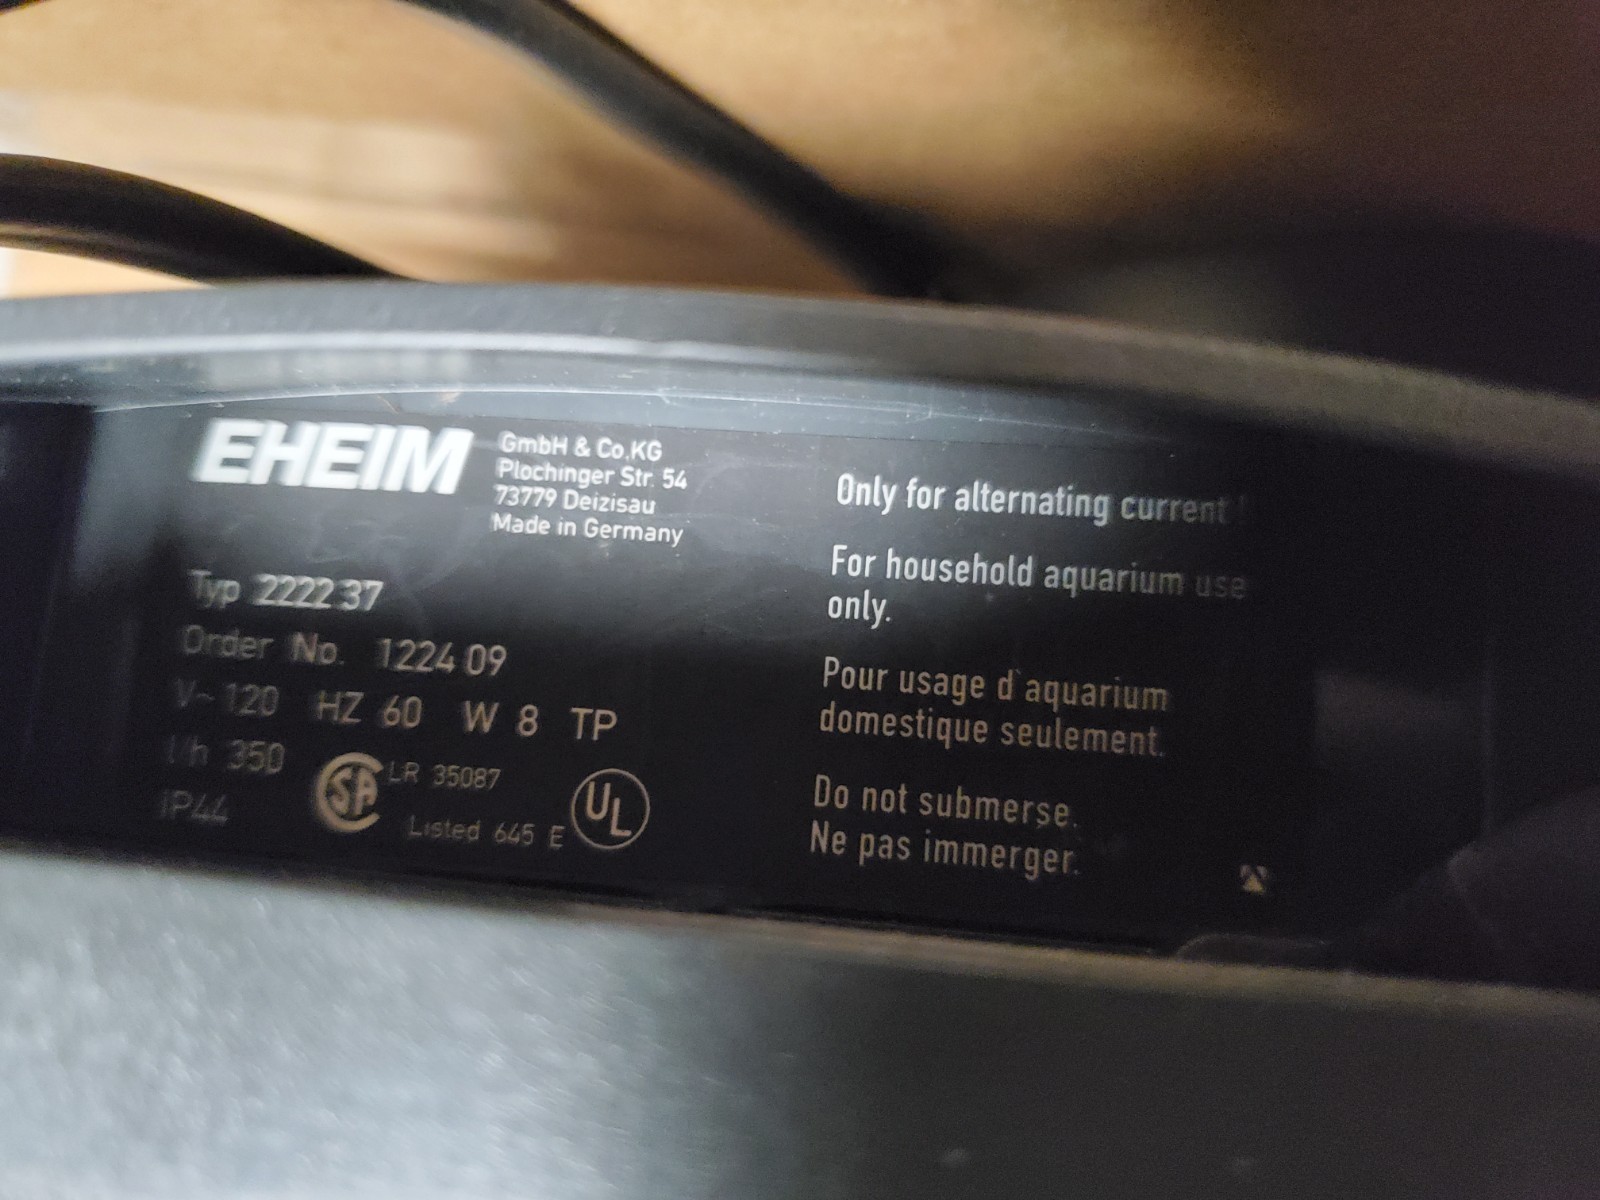 EHEIM
GmbH & Co.KG
Plochinger Str. 54
73779 Deizisau
Made in Germany
Typ 2222 37
Order No. 1224 09
V~ 120 HZ 60 W 8 TP
l/h 350
IP44
SA LR 35087
Listed 645 E UL
Only for alternating current !
For household aquarium use
only.
Pour usage d'aquarium
domestique seulement.
Do not submerse.
Ne pas immerger.